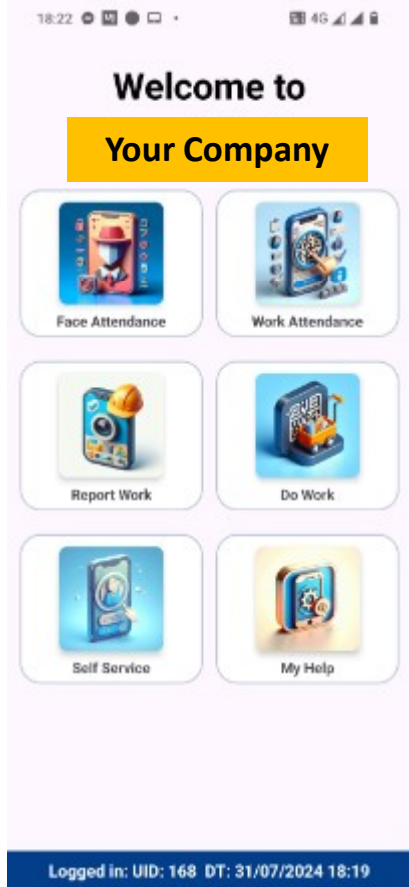 18:22 4G
Welcome to
Your Company
Face Attendance Work Attendance
Report Work Do Work
Self Service My Help
Logged in: UID: 168 DT: 31/07/2024 18:19